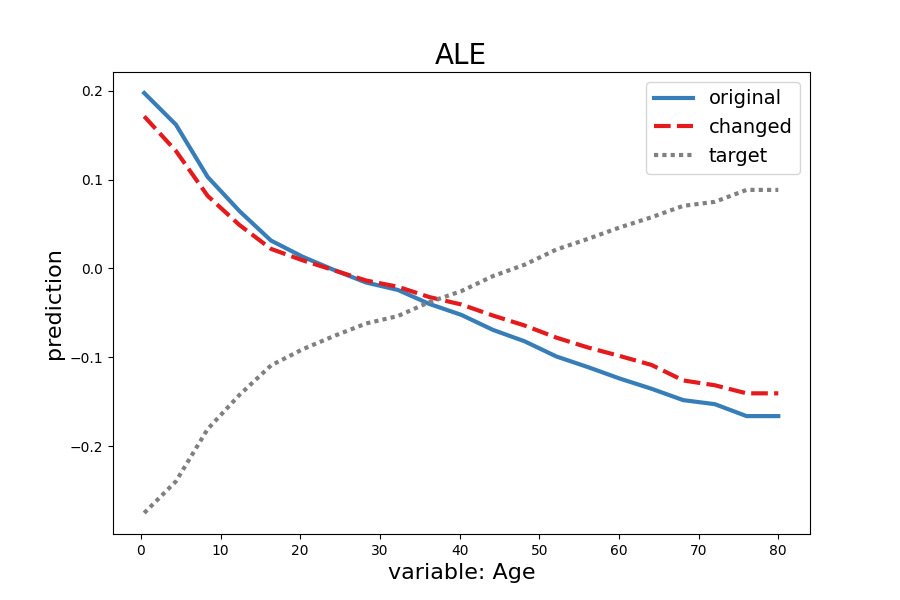 ALE
original
changed
target
0.2
0.1
0.0
−0.1
−0.2
prediction
0 10 20 30 40 50 60 70 80
variable: Age